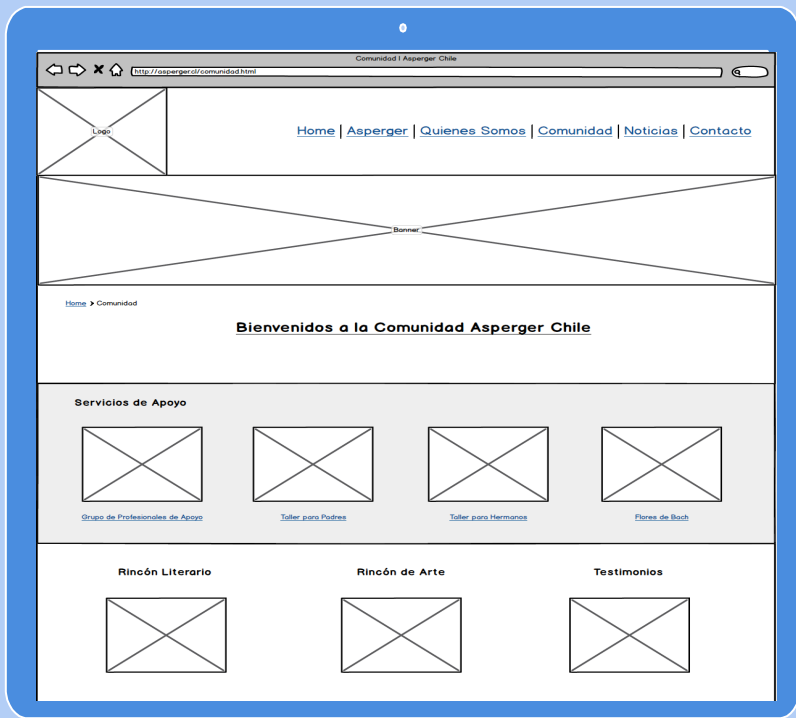 Comunidad | Asperger Chile
http://asperger.cl/comunidad.html
Logo
Home | Asperger | Quienes Somos | Comunidad | Noticias | Contacto
Banner
Home > Comunidad
Bienvenidos a la Comunidad Asperger Chile
Servicios de Apoyo
Grupo de Profesionales de Apoyo Taller para Padres Taller para Hermanos Flores de Bach
Rincón Literario Rincón de Arte Testimonios